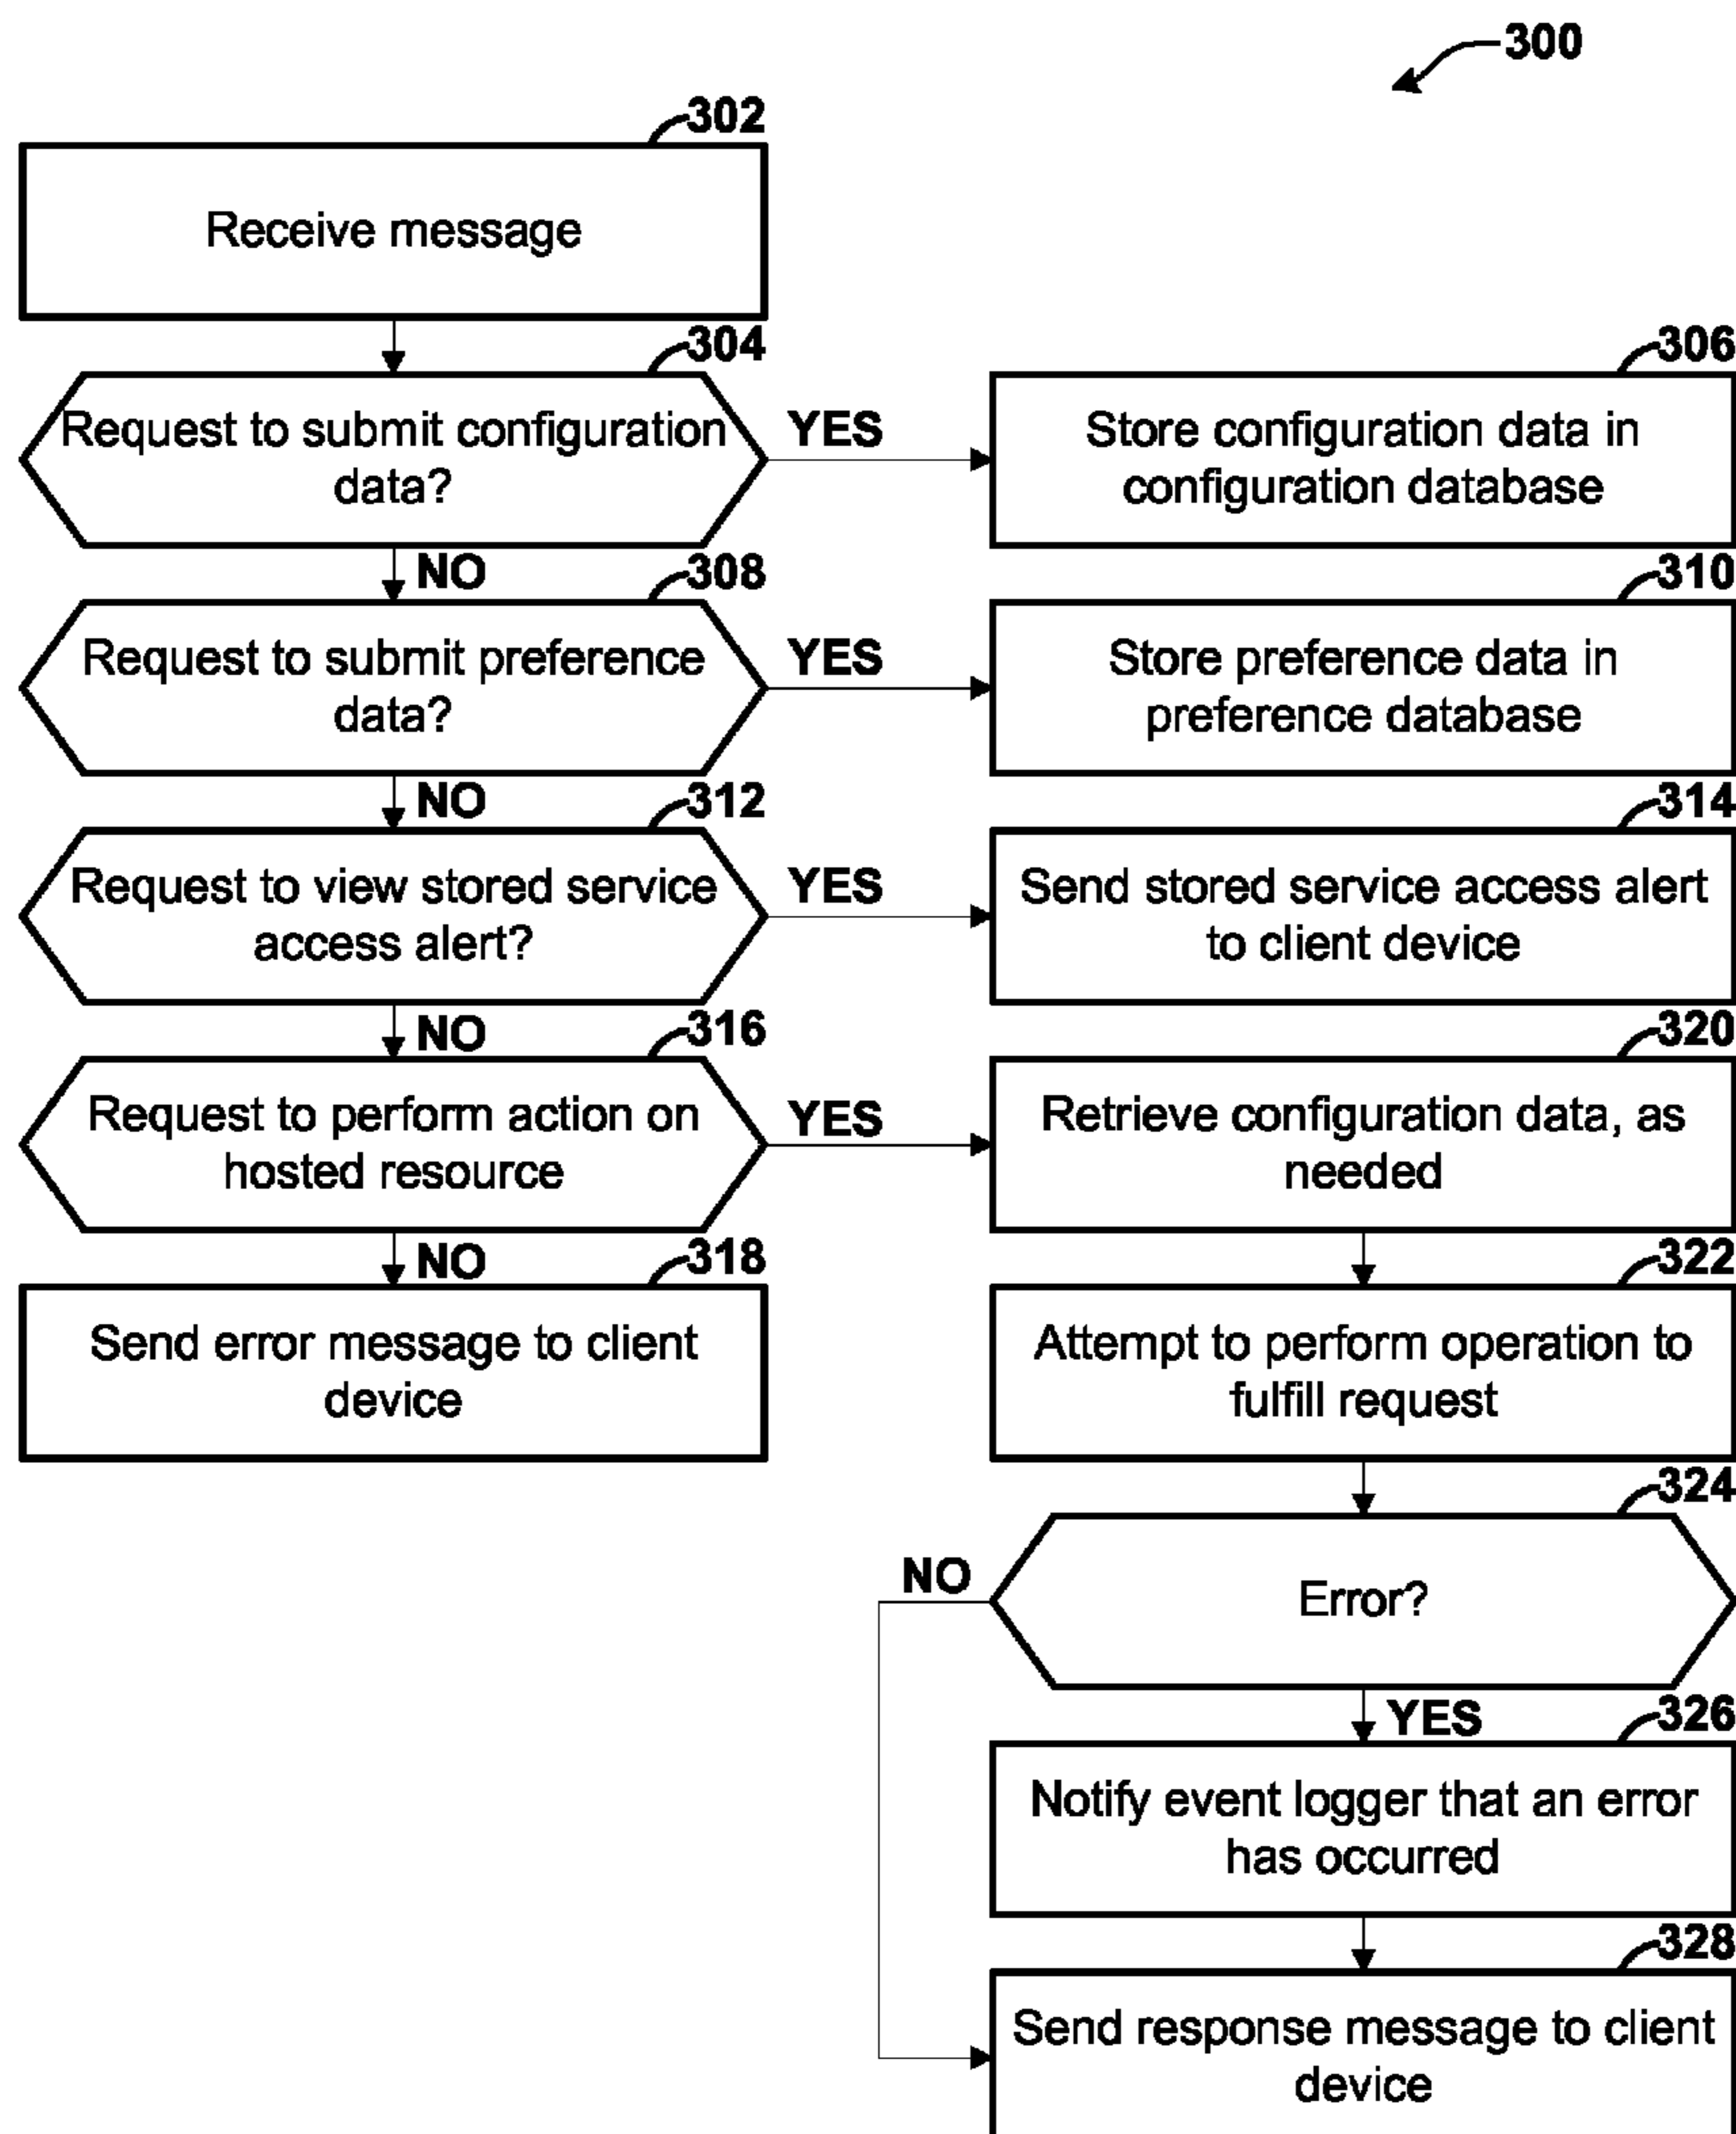 300
302
Receive message
304
Request to submit configuration
data?
YES
306
Store configuration data in
configuration database
NO
308
Request to submit preference
data?
YES
310
Store preference data in
preference database
NO
312
Request to view stored service
access alert?
YES
314
Send stored service access alert
to client device
NO
316
Request to perform action on
hosted resource
YES
320
Retrieve configuration data, as
needed
NO
318
Send error message to client
device
322
Attempt to perform operation to
fulfill request
324
Error?
NO
YES
326
Notify event logger that an error
has occurred
328
Send response message to client
device